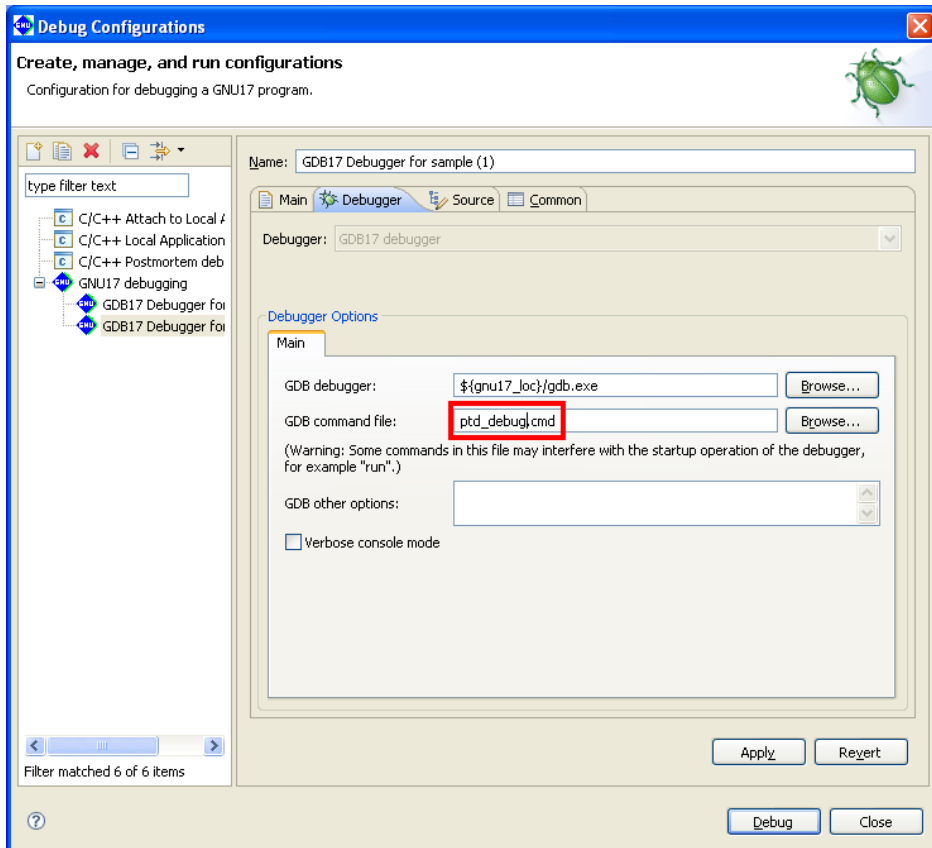 Debug Configurations
Create, manage, and run configurations
Configuration for debugging a GNU17 program.
type filter text
C/C++ Attach to Local A
C/C++ Local Application
C/C++ Postmortem deb
GNU17 debugging
GDB17 Debugger for
GDB17 Debugger for
Filter matched 6 of 6 items
Name: GDB17 Debugger for sample (1)
Main Debugger Source Common
Debugger: GDB17 debugger
Debugger Options
Main
GDB debugger: ${gnu17_loc}/gdb.exe Browse...
GDB command file: ptd_debug.cmd Browse...
(Warning: Some commands in this file may interfere with the startup operation of the debugger,
for example "run".)
GDB other options:
Verbose console mode
Apply Revert
Debug Close